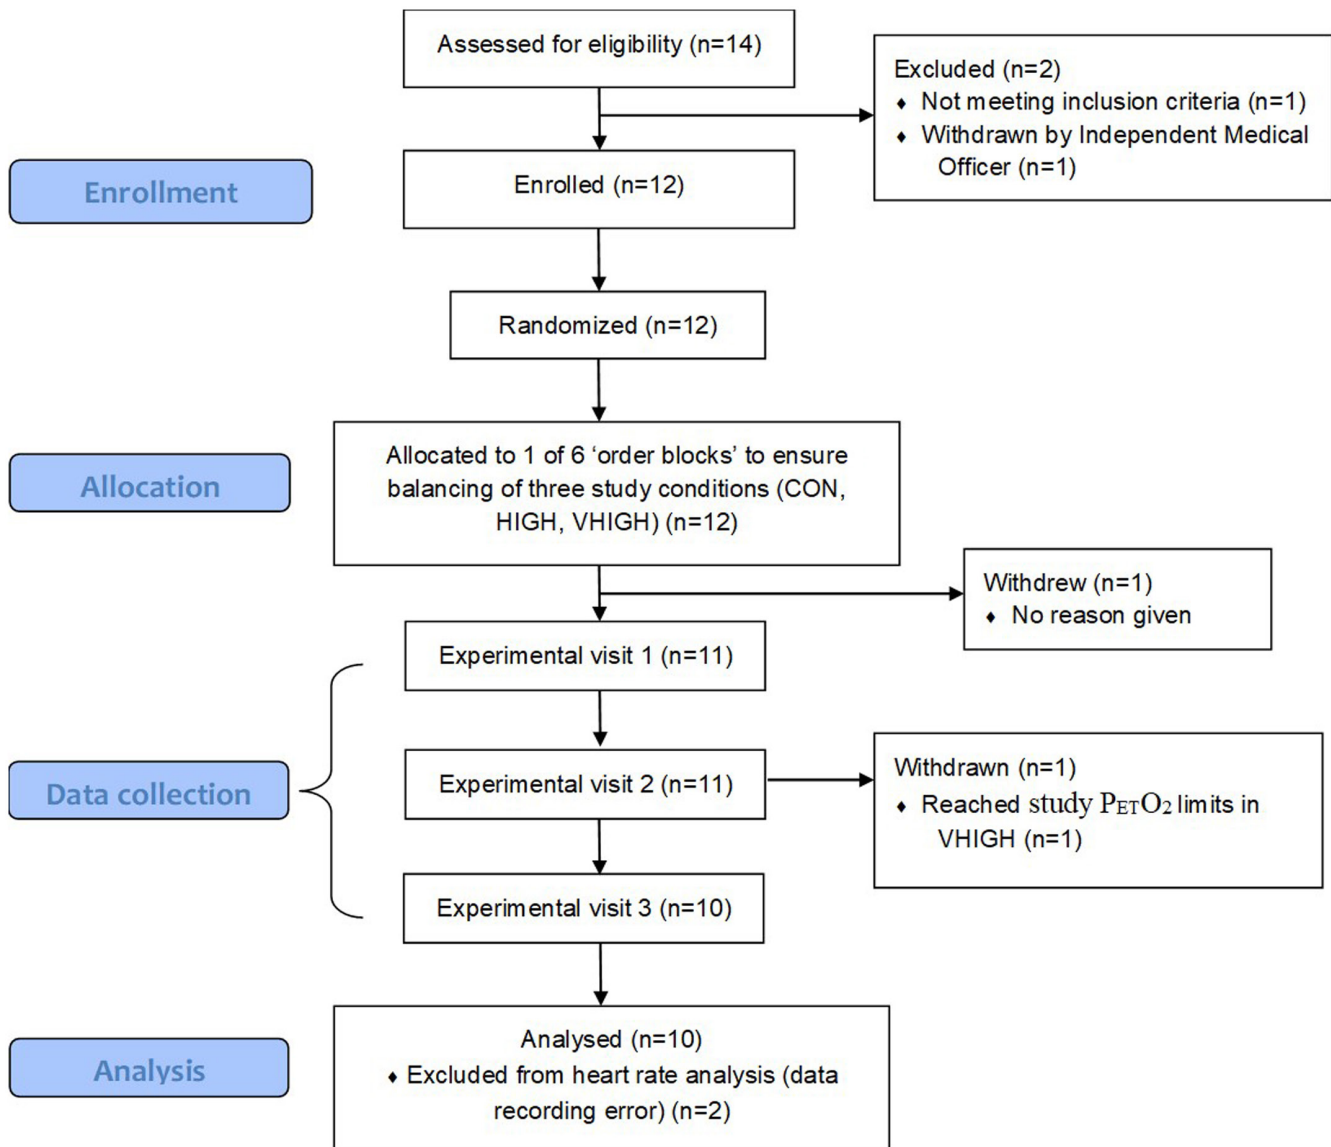 Assessed for eligibility (n=14)
Excluded (n=2)
♦ Not meeting inclusion criteria (n=1)
♦ Withdrawn by Independent Medical
Officer (n=1)
Enrollment
Enrolled (n=12)
Randomized (n=12)
Allocation
Allocated to 1 of 6 ‘order blocks’ to ensure
balancing of three study conditions (CON,
HIGH, VHIGH) (n=12)
Withdrew (n=1)
♦ No reason given
Experimental visit 1 (n=11)
Data collection
Experimental visit 2 (n=11)
Withdrawn (n=1)
♦ Reached study PETO2 limits in
VHIGH (n=1)
Experimental visit 3 (n=10)
Analysis
Analysed (n=10)
♦ Excluded from heart rate analysis (data
recording error) (n=2)